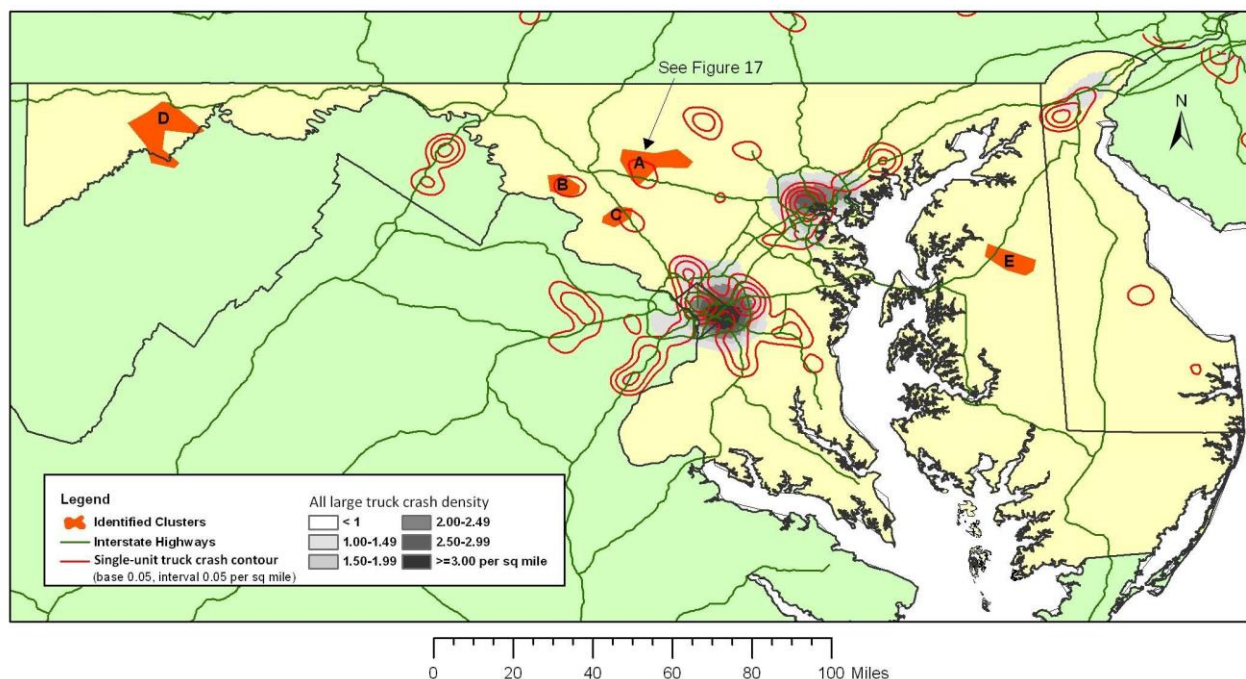 See Figure 17
N
D
A
B
C
E
Legend
Identified Clusters
Interstate Highways
Single-unit truck crash contour
(base 0.05, interval 0.05 per sq mile)
All large truck crash density
< 1
1.00-1.49
1.50-1.99
2.00-2.49
2.50-2.99
>=3.00 per sq mile
0 20 40 60 80 100 Miles